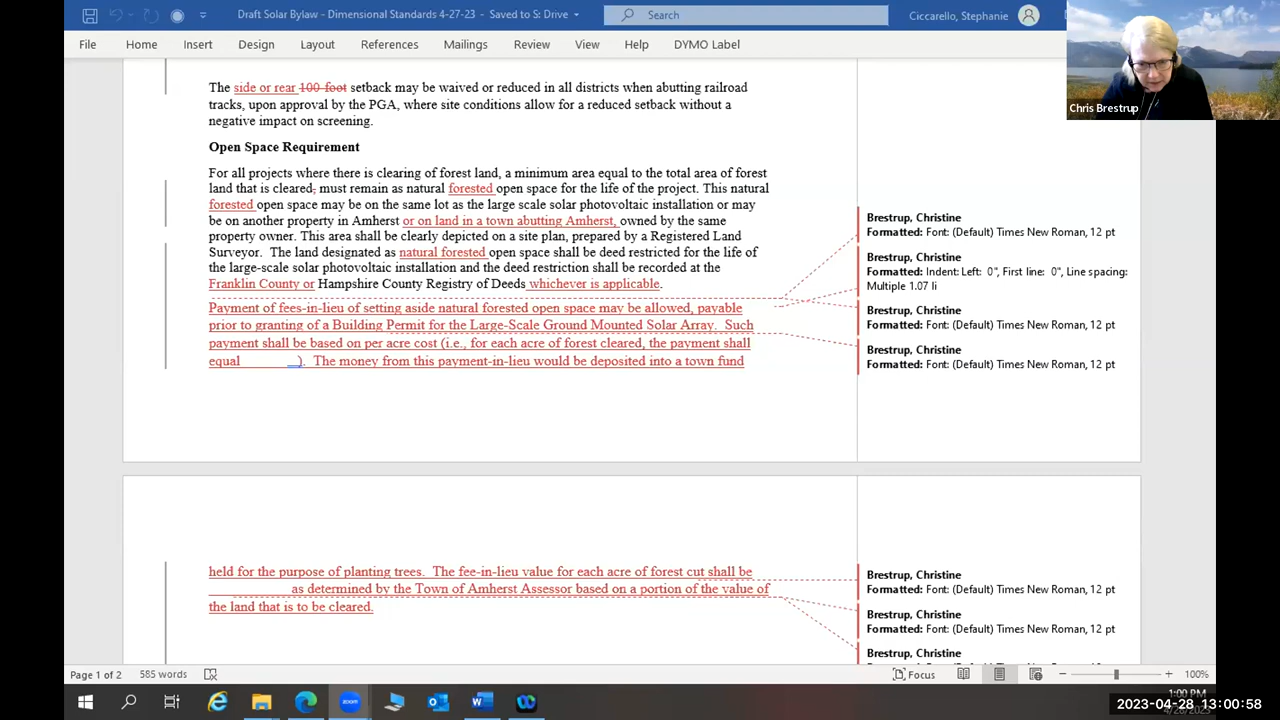 Draft Solar Bylaw - Dimensional Standards 4-27-23 - Saved to S: Drive
Search
Ciccarello, Stephanie
File Home Insert Design Layout References Mailings Review View Help DYMO Label
Chris Brestrup
The side or rear 100-foot setback may be waived or reduced in all districts when abutting railroad
tracks, upon approval by the PGA, where site conditions allow for a reduced setback without a
negative impact on screening.
Open Space Requirement
For all projects where there is clearing of forest land, a minimum area equal to the total area of forest
land that is cleared, must remain as natural forested open space for the life of the project. This natural
forested open space may be on the same lot as the large scale solar photovoltaic installation or may
be on another property in Amherst or on land in a town abutting Amherst, owned by the same
property owner. This area shall be clearly depicted on a site plan, prepared by a Registered Land
Surveyor. The land designated as natural forested open space shall be deed restricted for the life of
the large-scale solar photovoltaic installation and the deed restriction shall be recorded at the
Franklin County or Hampshire County Registry of Deeds whichever is applicable.
Payment of fees-in-lieu of setting aside natural forested open space may be allowed, payable
prior to granting of a Building Permit for the Large-Scale Ground Mounted Solar Array. Such
payment shall be based on per acre cost (i.e., for each acre of forest cleared, the payment shall
equal ________). The money from this payment-in-lieu would be deposited into a town fund
Brestrup, Christine
Formatted: Font: (Default) Times New Roman, 12 pt
Brestrup, Christine
Formatted: Indent: Left: 0", First line: 0", Line spacing:
Multiple 1.07 li
Brestrup, Christine
Formatted: Font: (Default) Times New Roman, 12 pt
Brestrup, Christine
Formatted: Font: (Default) Times New Roman, 12 pt
held for the purpose of planting trees. The fee-in-lieu value for each acre of forest cut shall be
________ as determined by the Town of Amherst Assessor based on a portion of the value of
the land that is to be cleared.
Brestrup, Christine
Formatted: Font: (Default) Times New Roman, 12 pt
Brestrup, Christine
Formatted: Font: (Default) Times New Roman, 12 pt
Brestrup, Christine
Page 1 of 2 585 words Focus 100%
1:00 PM
2023-04-28 13:00:58